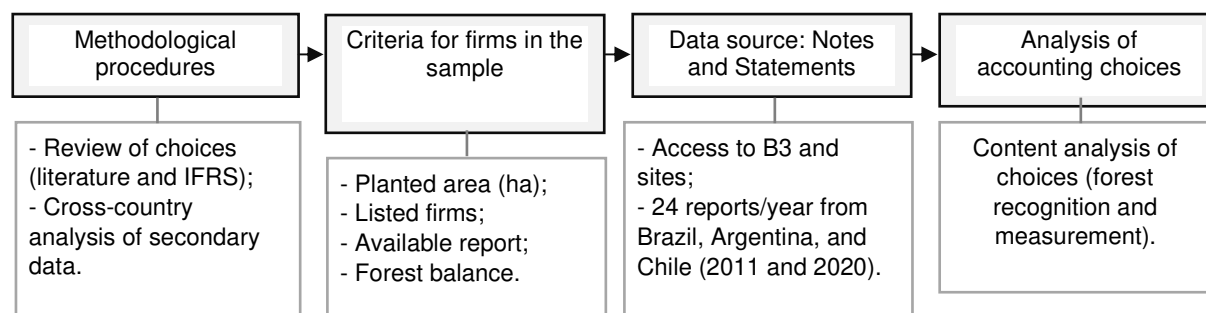 Methodological
procedures
- Review of choices
(literature and IFRS);
- Cross-country
analysis of secondary
data.
Criteria for firms in the
sample
- Planted area (ha);
- Listed firms;
- Available report;
- Forest balance.
Data source: Notes
and Statements
- Access to B3 and
sites;
- 24 reports/year from
Brazil, Argentina, and
Chile (2011 and 2020).
Analysis of
accounting choices
Content analysis of
choices (forest
recognition and
measurement).